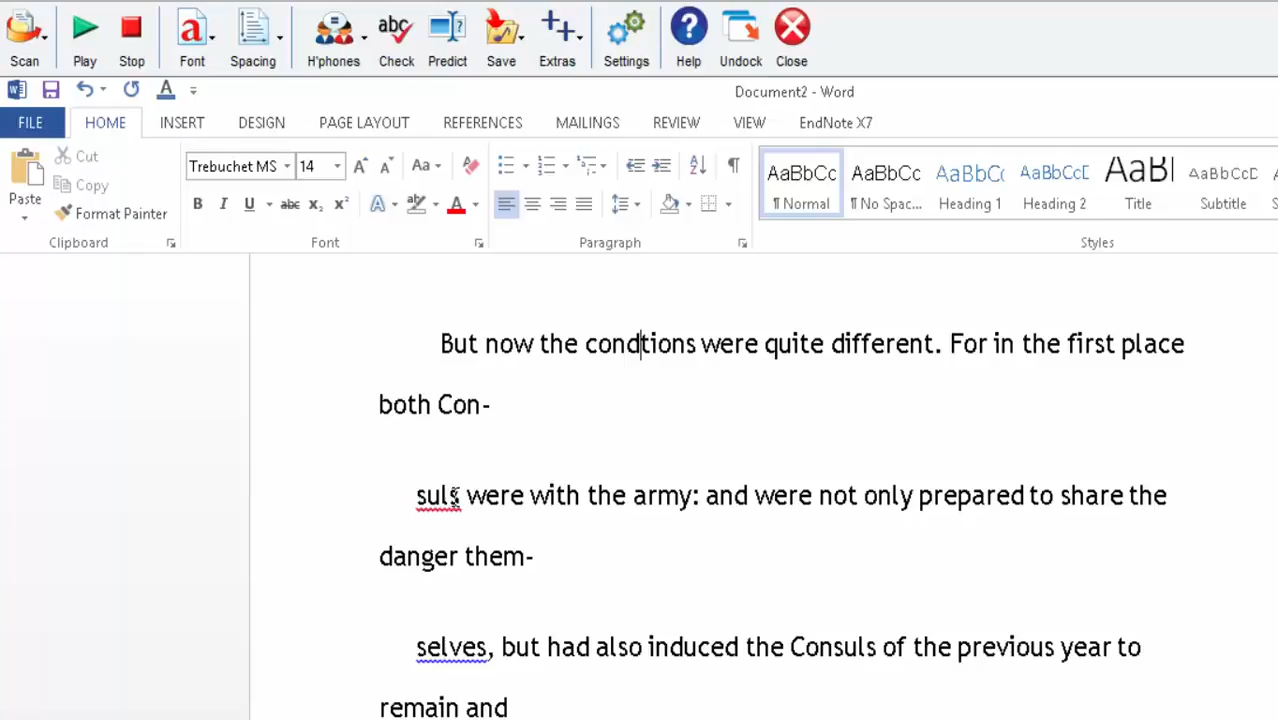 Scan Play Stop Font Spacing H'phones Check Predict Save Extras Settings Help Undock Close
Document2 - Word
FILE HOME INSERT DESIGN PAGE LAYOUT REFERENCES MAILINGS REVIEW VIEW EndNote X7
Paste
Cut
Copy
Format Painter
Clipboard
Trebuchet MS 14
Font
Paragraph
AaBbCc AaBbCc AaBbCc AaBbCcD AaBb AaBbCcD
¶ Normal ¶ No Spac... Heading 1 Heading 2 Title Subtitle
Styles
But now the condtions were quite different. For in the first place
both Con-
suls were with the army: and were not only prepared to share the
danger them-
selves, but had also induced the Consuls of the previous year to
remain and